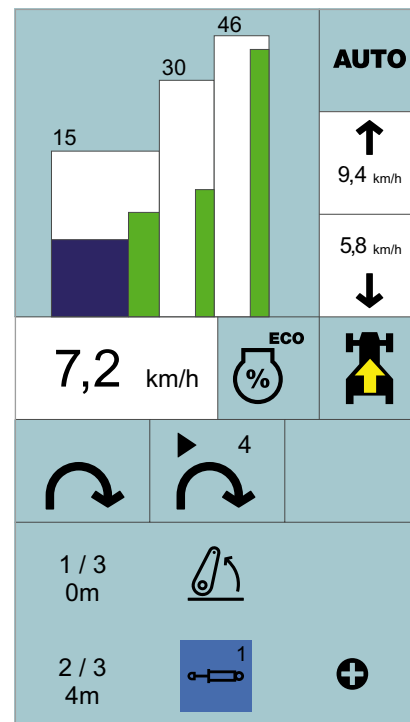 46
AUTO
30
15
9,4 km/h
5,8 km/h
7,2 km/h
ECO
%
4
1 / 3
0m
1
2 / 3
4m